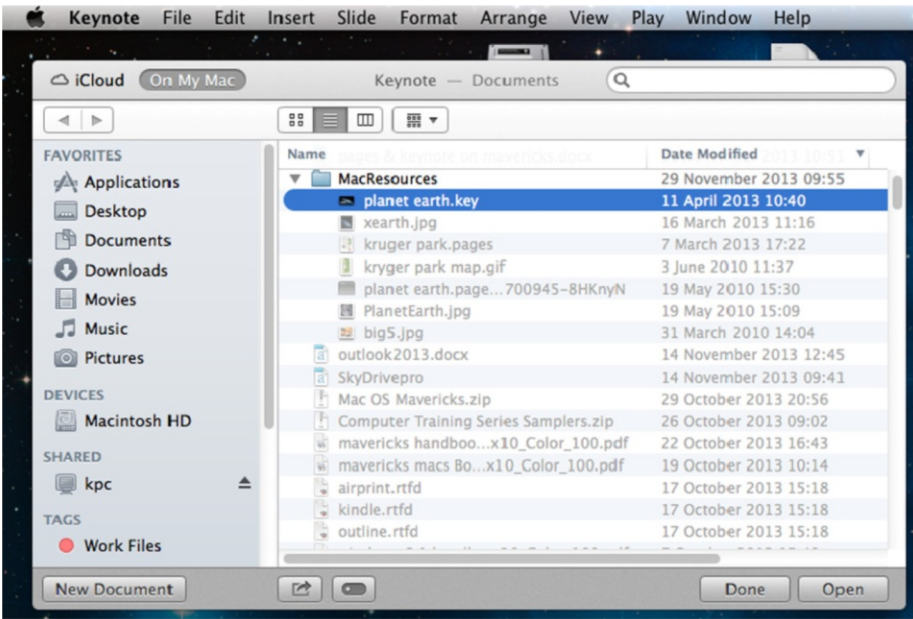 Keynote File Edit Insert Slide Format Arrange View Play Window Help
iCloud On My Mac Keynote — Documents
FAVORITES
Applications
Desktop
Documents
Downloads
Movies
Music
Pictures
DEVICES
Macintosh HD
SHARED
kpc
TAGS
Work Files
Name Date Modified
pages & keynote on mavericks.docx 2013 10:51
MacResources 29 November 2013 09:55
planet earth.key 11 April 2013 10:40
xearth.jpg 16 March 2013 11:16
kruger park.pages 7 March 2013 17:22
kryger park map.gif 3 June 2010 11:37
planet earth.page...700945-8HKnyN 19 May 2010 15:30
PlanetEarth.jpg 19 May 2010 15:09
big5.jpg 31 March 2010 14:04
outlook2013.docx 14 November 2013 12:45
SkyDrivepro 14 November 2013 09:41
Mac OS Mavericks.zip 29 October 2013 20:56
Computer Training Series Samplers.zip 26 October 2013 09:02
mavericks handboo...x10_Color_100.pdf 22 October 2013 16:43
mavericks macs Bo...x10_Color_100.pdf 19 October 2013 10:14
airprint.rtfd 17 October 2013 15:18
kindle.rtfd 17 October 2013 15:18
outline.rtfd 17 October 2013 15:18
New Document Done Open